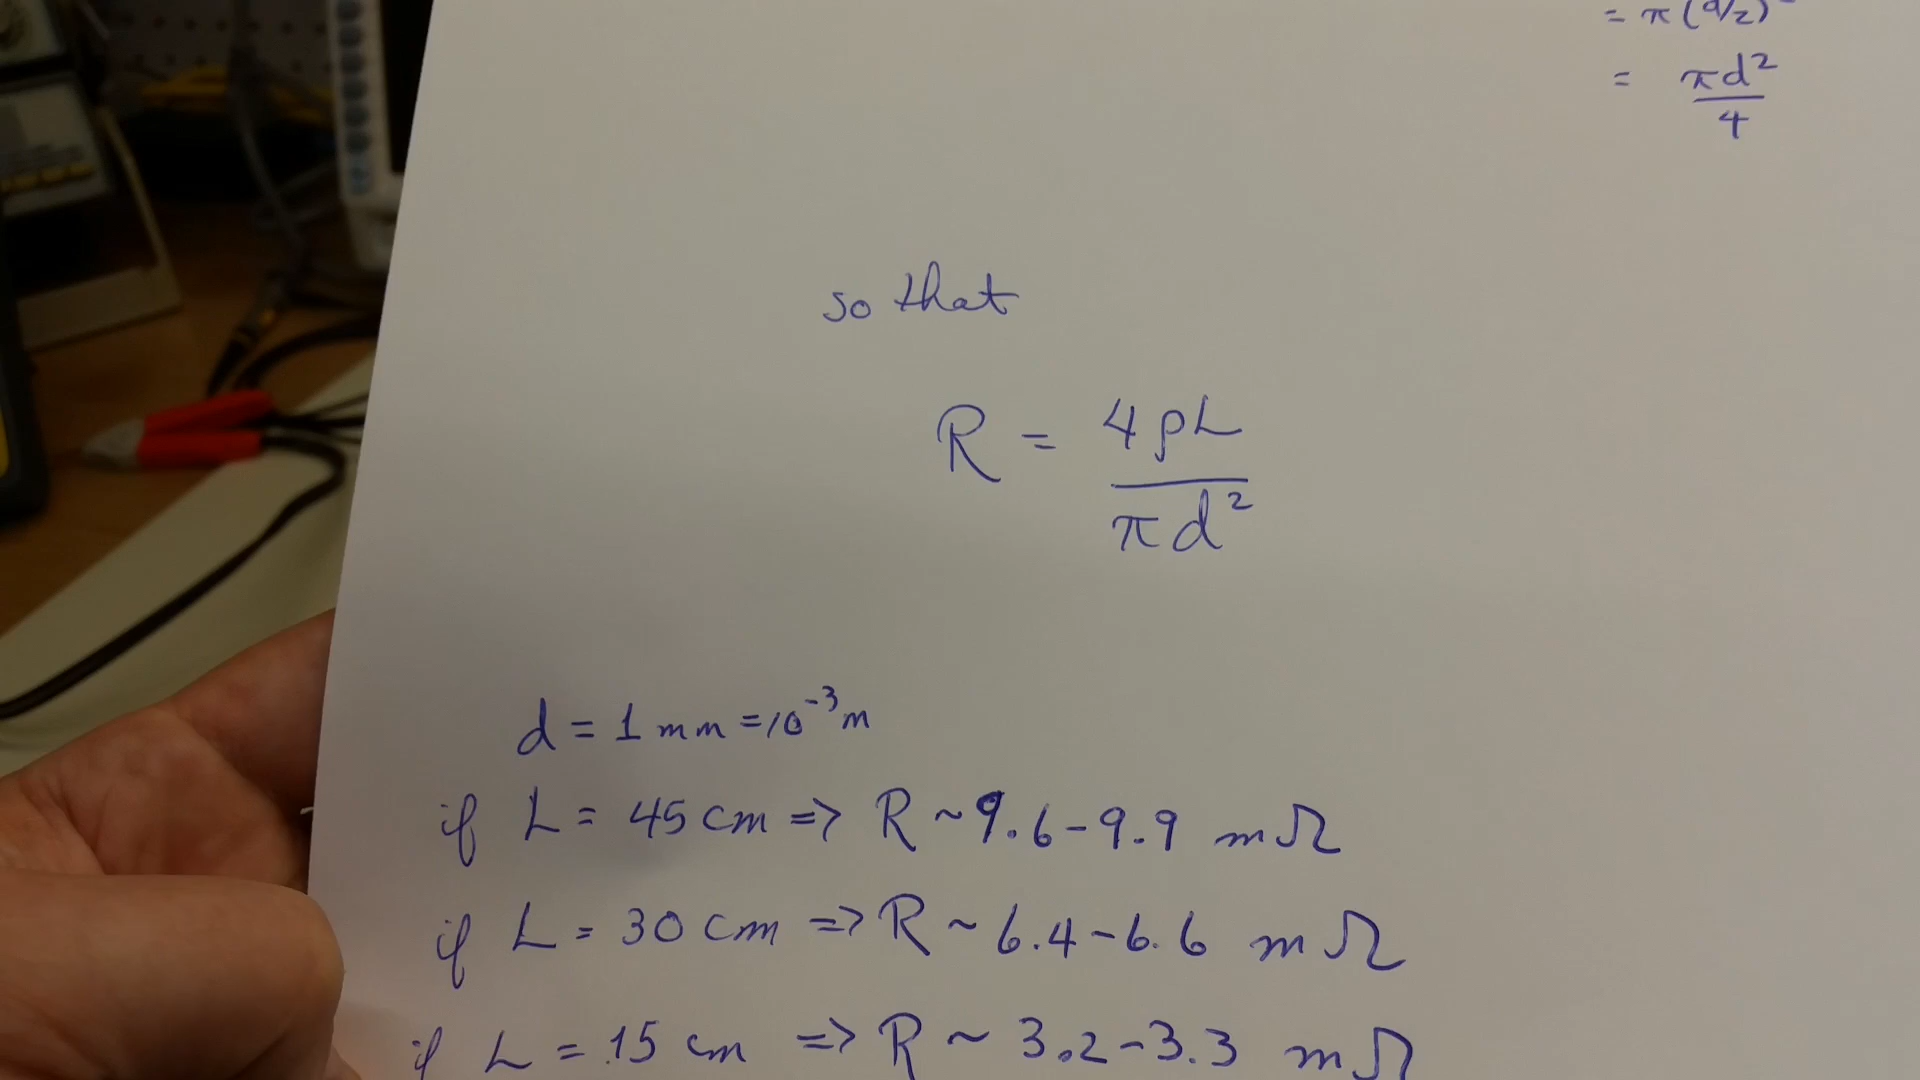 = π(d/2)
= πd²/4
so that
R = 4ρL/πd²
d = 1 mm = 10⁻³ m
if L = 45 cm => R ~ 9.6-9.9 mΩ
if L = 30 cm => R ~ 6.4-6.6 mΩ
if L = 15 cm => R ~ 3.2-3.3 mΩ